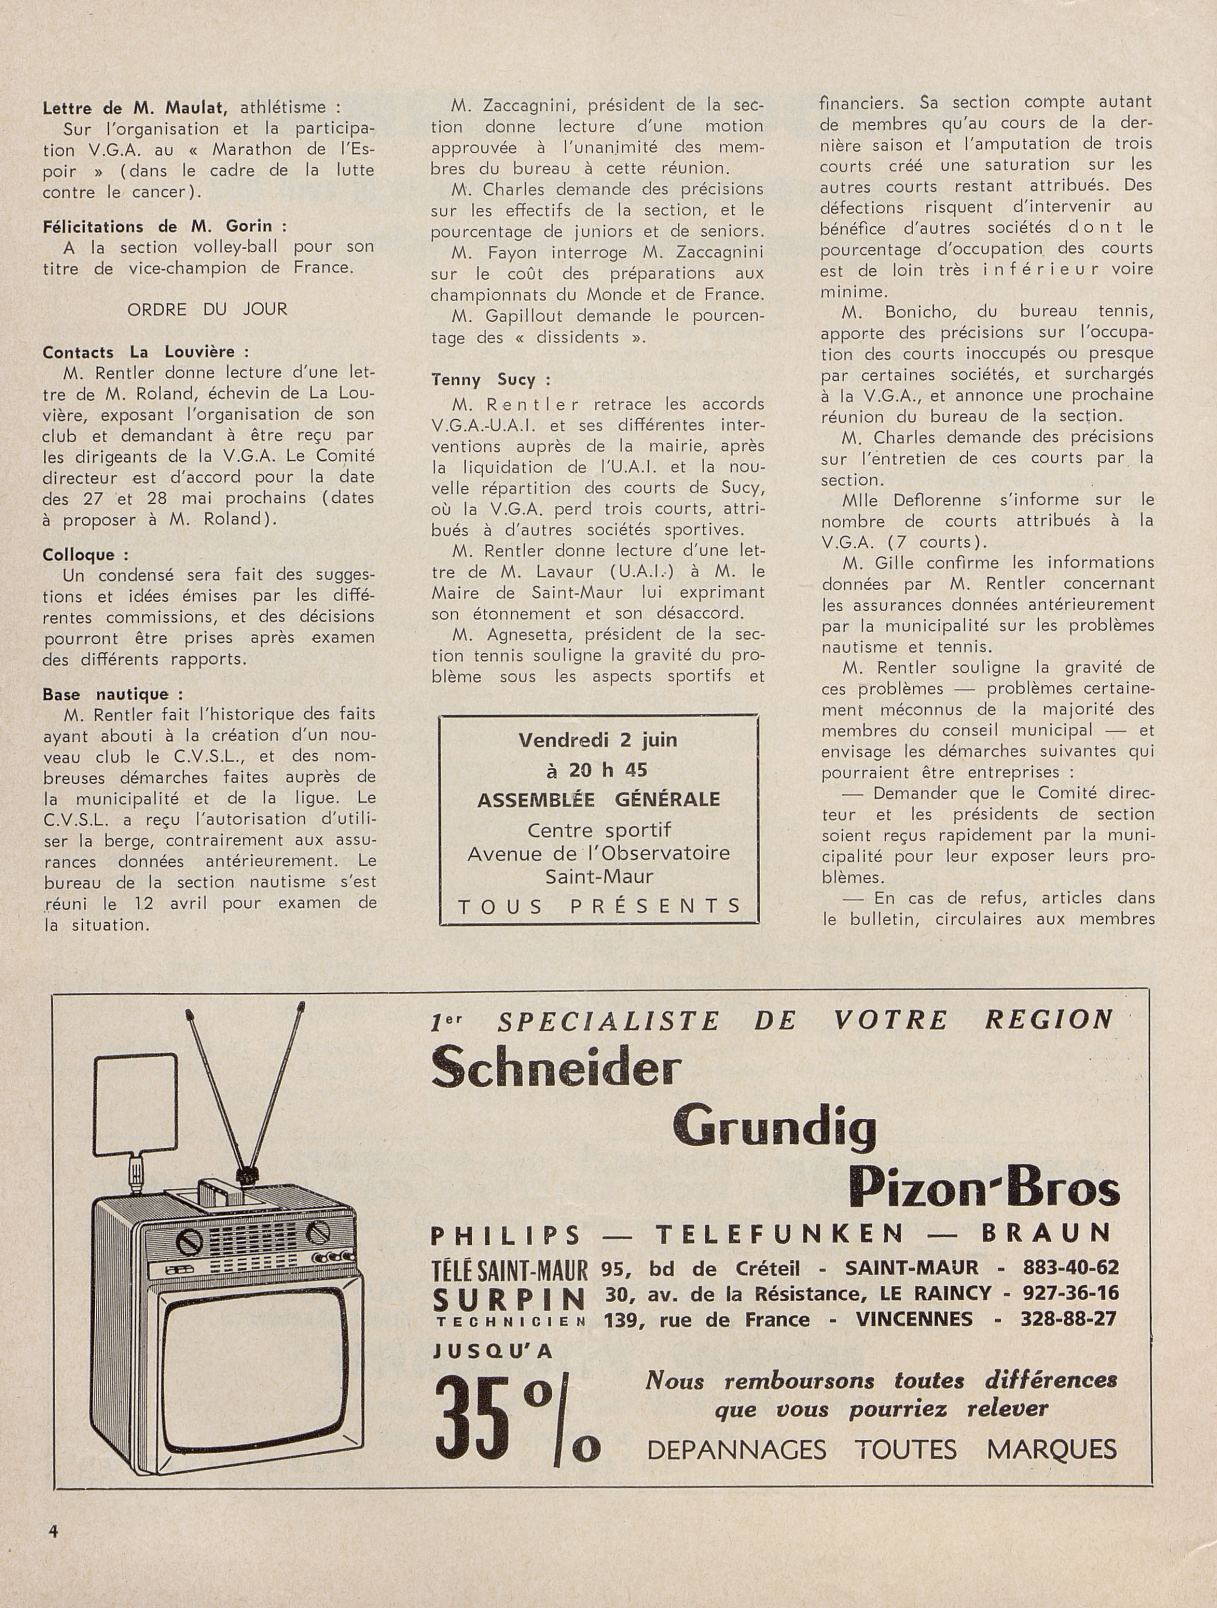 Lettre de M. Maulat, athlétisme :
Sur l'organisation et la participa-
tion V.G.A. au « Marathon de l'Es-
poir » (dans le cadre de la lutte
contre le cancer).
Félicitations de M. Gorin :
A la section volley-ball pour son
titre de vice-champion de France.
ORDRE DU JOUR
Contacts La Louvière :
M. Rentler donne lecture d'une let-
tre de M. Roland, échevin de La Lou-
vière, exposant l'organisation de son
club et demandant à être reçu par
les dirigeants de la V.G.A. Le Comité
directeur est d'accord pour la date
des 27 et 28 mai prochains (dates
à proposer à M. Roland).
Colloque :
Un condensé sera fait des sugges-
tions et idées émises par les diffé-
rentes commissions, et des décisions
pourront être prises après examen
des différents rapports.
Base nautique :
M. Rentler fait l'historique des faits
ayant abouti à la création d'un nou-
veau club le C.V.S.L., et des nom-
breuses démarches faites auprès de
la municipalité et de la ligue. Le
C.V.S.L. a reçu l'autorisation d'utili-
ser la berge, contrairement aux assu-
rances données antérieurement. Le
bureau de la section nautisme s'est
réuni le 12 avril pour examen de
la situation.
M. Zaccagnini, président de la sec-
tion donne lecture d'une motion
approuvée à l'unanimité des mem-
bres du bureau à cette réunion.
M. Charles demande des précisions
sur les effectifs de la section, et le
pourcentage de juniors et de seniors.
M. Fayon interroge M. Zaccagnini
sur le coût des préparations aux
championnats du Monde et de France.
M. Gapillout demande le pourcen-
tage des « dissidents ».
Tenny Sucy :
M. Rentler retrace les accords
V.G.A.-U.A.I. et ses différentes inter-
ventions auprès de la mairie, après
la liquidation de l'U.A.I. et la nou-
velle répartition des courts de Sucy,
où la V.G.A. perd trois courts, attri-
bués à d'autres sociétés sportives.
M. Rentler donne lecture d'une let-
tre de M. Lavaur (U.A.I.) à M. le
Maire de Saint-Maur lui exprimant
son étonnement et son désaccord.
M. Agnesetta, président de la sec-
tion tennis souligne la gravité du pro-
blème sous les aspects sportifs et
Vendredi 2 juin
à 20 h 45
ASSEMBLÉE GÉNÉRALE
Centre sportif
Avenue de l'Observatoire
Saint-Maur
TOUS PRÉSENTS
financiers. Sa section compte autant
de membres qu'au cours de la der-
nière saison et l'amputation de trois
courts créé une saturation sur les
autres courts restant attribués. Des
défections risquent d'intervenir au
bénéfice d'autres sociétés dont le
pourcentage d'occupation des courts
est de loin très inférieur voire
minime.
M. Bonicho, du bureau tennis,
apporte des précisions sur l'occupa-
tion des courts inoccupés ou presque
par certaines sociétés, et surchargés
à la V.G.A., et annonce une prochaine
réunion du bureau de la section.
M. Charles demande des précisions
sur l'entretien de ces courts par la
section.
Mlle Deflorenne s'informe sur le
nombre de courts attribués à la
V.G.A. (7 courts).
M. Gille confirme les informations
données par M. Rentler concernant
les assurances données antérieurement
par la municipalité sur les problèmes
nautisme et tennis.
M. Rentler souligne la gravité de
ces problèmes — problèmes certaine-
ment méconnus de la majorité des
membres du conseil municipal — et
envisage les démarches suivantes qui
pourraient être entreprises :
— Demander que le Comité direc-
teur et les présidents de section
soient reçus rapidement par la muni-
cipalité pour leur exposer leurs pro-
blèmes.
— En cas de refus, articles dans
le bulletin, circulaires aux membres
1er SPECIALISTE DE VOTRE REGION
Schneider
Grundig
Pizon-Bros
PHILIPS — TELEFUNKEN — BRAUN
TÉLÉ SAINT-MAUR 95, bd de Créteil - SAINT-MAUR - 883-40-62
SURPIN 30, av. de la Résistance, LE RAINCY - 927-36-16
TECHNICIEN 139, rue de France - VINCENNES - 328-88-27
JUSQU'A
35 %
Nous remboursons toutes différences
que vous pourriez relever
DEPANNAGES TOUTES MARQUES
4